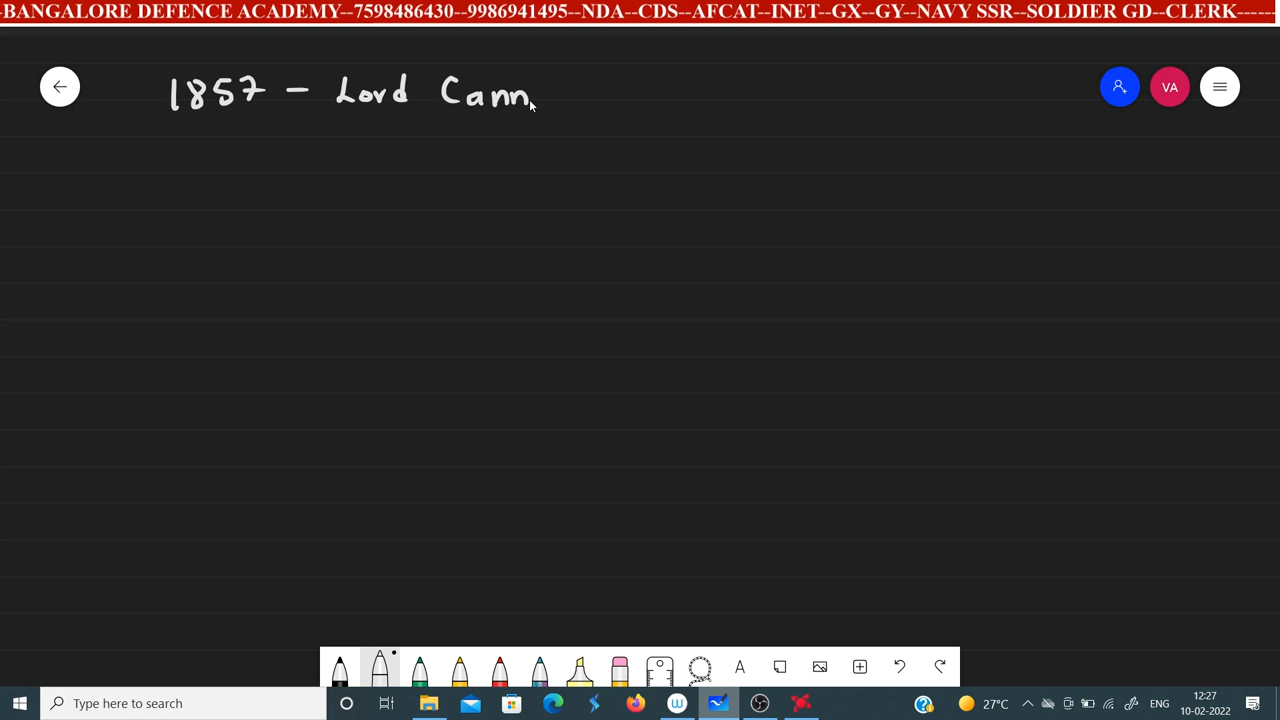 -BANGALORE DEFENCE ACADEMY--7598486430--9986941495--NDA--CDS--AFCAT--INET--GX--GY--NAVY SSR--SOLDIER GD--CLERK------
1857 - Lord Cann
VA
A
Type here to search
27°C
ENG
12:27
10-02-2022